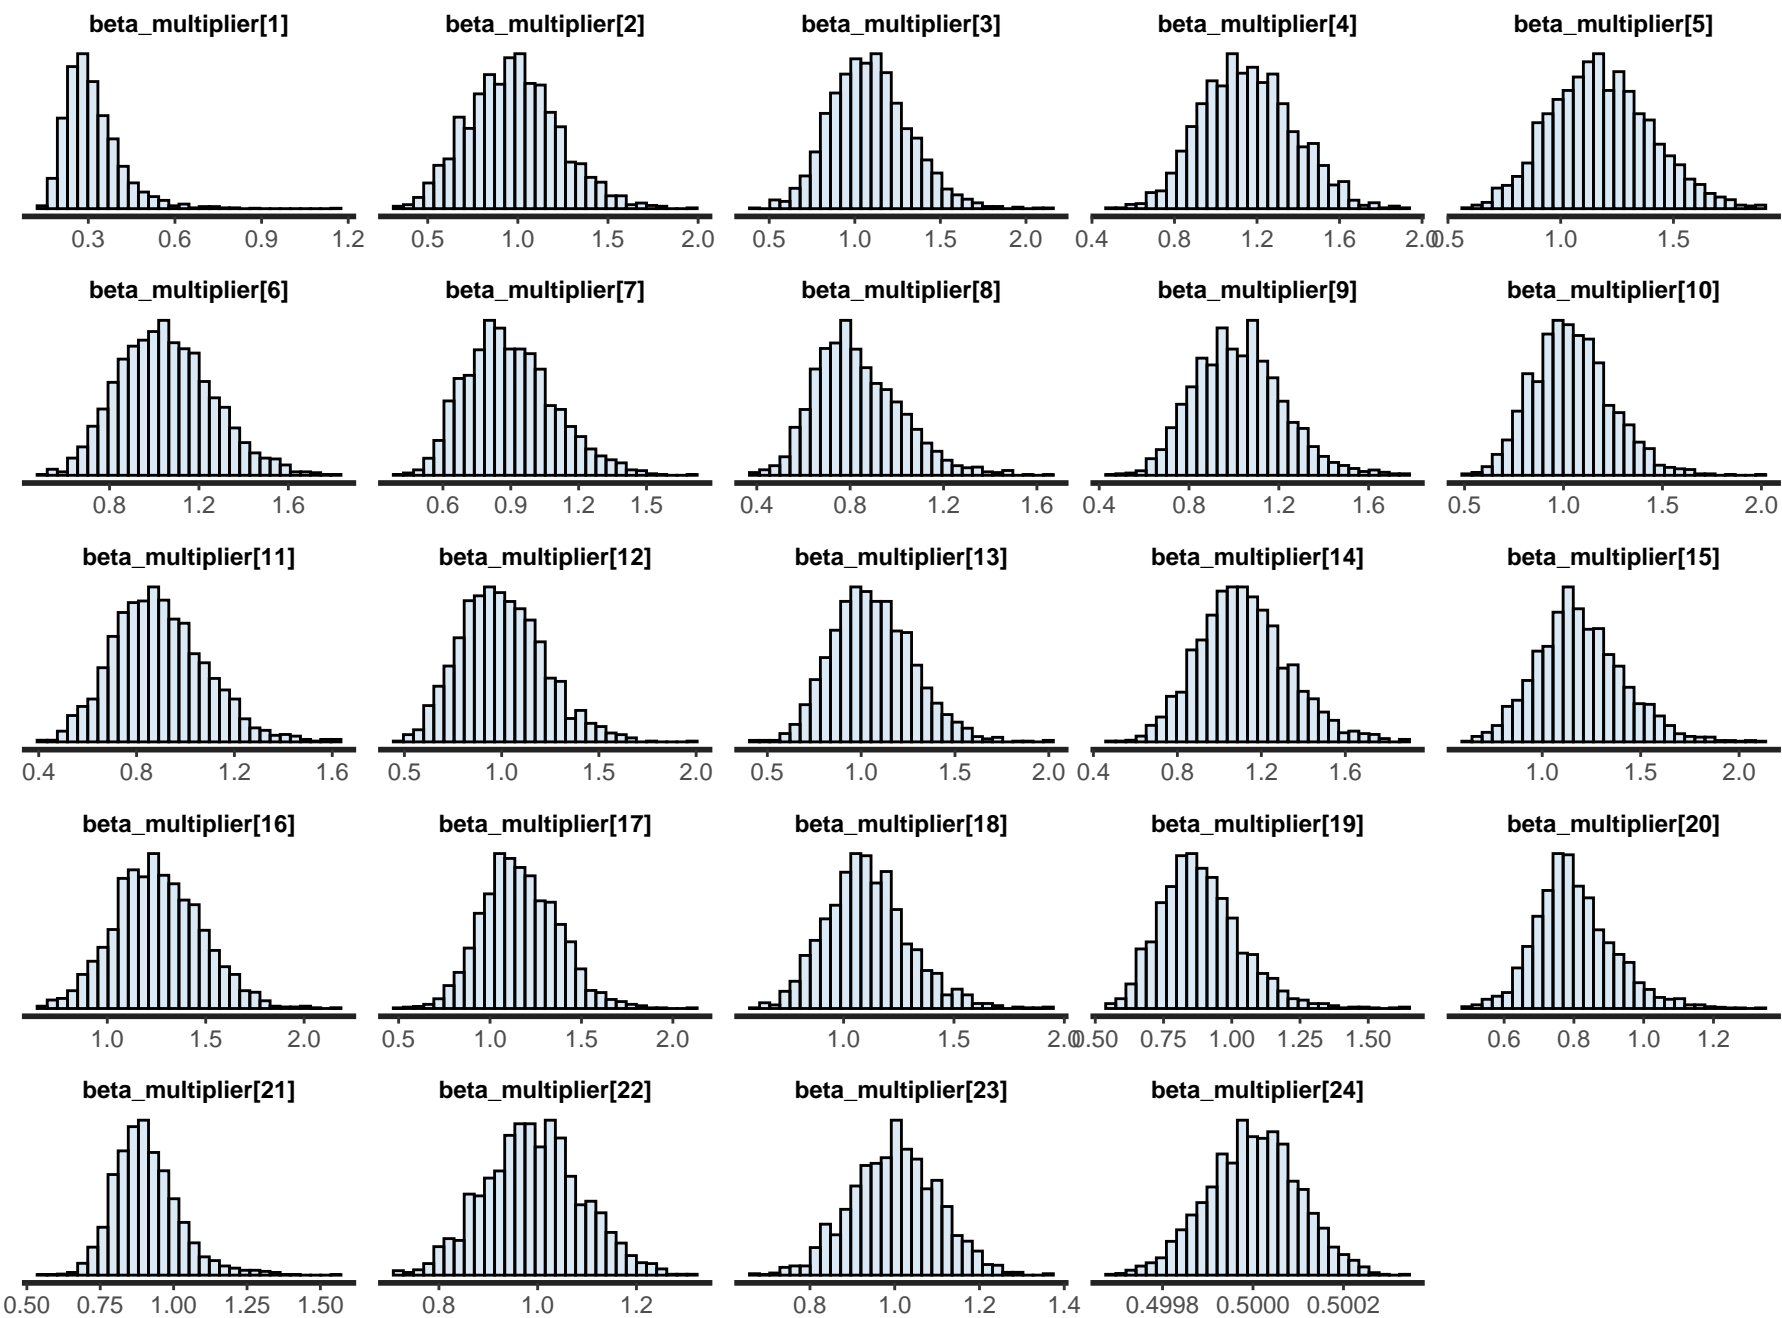 beta_multiplier[1] beta_multiplier[2] beta_multiplier[3] beta_multiplier[4] beta_multiplier[5]
0.3 0.6 0.9 1.2 0.5 1.0 1.5 2.0 0.5 1.0 1.5 2.0 0.4 0.8 1.2 1.6 2.0 0.5 1.0 1.5
beta_multiplier[6] beta_multiplier[7] beta_multiplier[8] beta_multiplier[9] beta_multiplier[10]
0.8 1.2 1.6 0.6 0.9 1.2 1.5 0.4 0.8 1.2 1.6 0.4 0.8 1.2 1.6 0.5 1.0 1.5 2.0
beta_multiplier[11] beta_multiplier[12] beta_multiplier[13] beta_multiplier[14] beta_multiplier[15]
0.4 0.8 1.2 1.6 0.5 1.0 1.5 2.0 0.5 1.0 1.5 2.0 0.4 0.8 1.2 1.6 1.0 1.5 2.0
beta_multiplier[16] beta_multiplier[17] beta_multiplier[18] beta_multiplier[19] beta_multiplier[20]
1.0 1.5 2.0 0.5 1.0 1.5 2.0 1.0 1.5 2.0 0.50 0.75 1.00 1.25 1.50 0.6 0.8 1.0 1.2
beta_multiplier[21] beta_multiplier[22] beta_multiplier[23] beta_multiplier[24]
0.50 0.75 1.00 1.25 1.50 0.8 1.0 1.2 0.8 1.0 1.2 1.4 0.4998 0.5000 0.5002